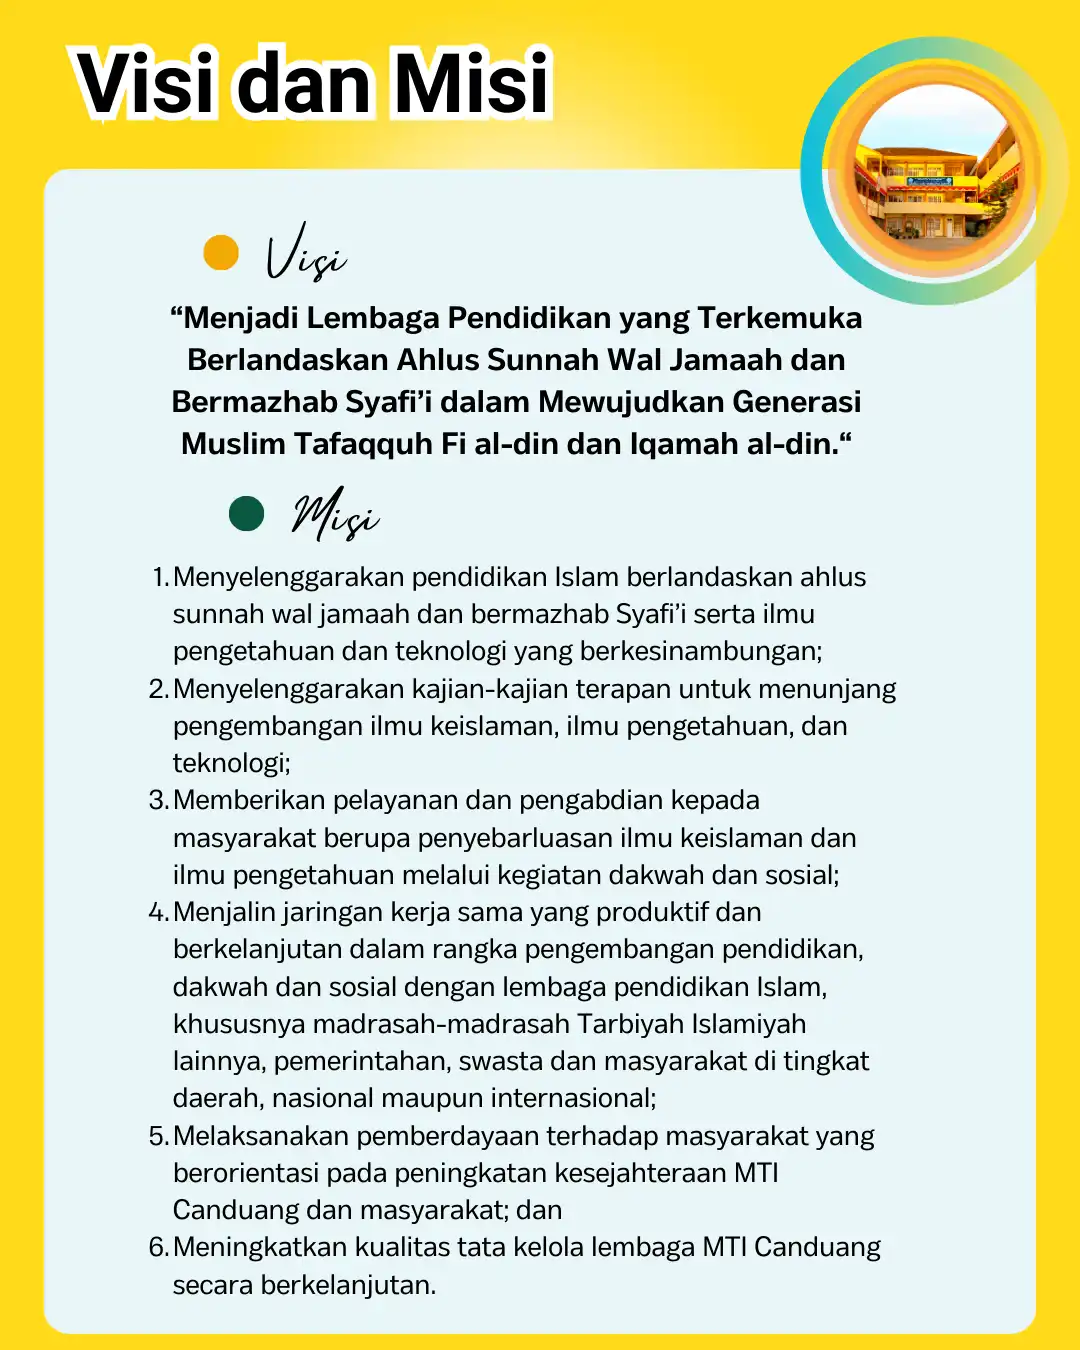 Visi dan Misi
Visi
“Menjadi Lembaga Pendidikan yang Terkemuka
Berlandaskan Ahlus Sunnah Wal Jamaah dan
Bermazhab Syafi’i dalam Mewujudkan Generasi
Muslim Tafaqquh Fi al-din dan Iqamah al-din.“
Misi
1. Menyelenggarakan pendidikan Islam berlandaskan ahlus
sunnah wal jamaah dan bermazhab Syafi’i serta ilmu
pengetahuan dan teknologi yang berkesinambungan;
2. Menyelenggarakan kajian-kajian terapan untuk menunjang
pengembangan ilmu keislaman, ilmu pengetahuan, dan
teknologi;
3. Memberikan pelayanan dan pengabdian kepada
masyarakat berupa penyebarluasan ilmu keislaman dan
ilmu pengetahuan melalui kegiatan dakwah dan sosial;
4. Menjalin jaringan kerja sama yang produktif dan
berkelanjutan dalam rangka pengembangan pendidikan,
dakwah dan sosial dengan lembaga pendidikan Islam,
khususnya madrasah-madrasah Tarbiyah Islamiyah
lainnya, pemerintahan, swasta dan masyarakat di tingkat
daerah, nasional maupun internasional;
5. Melaksanakan pemberdayaan terhadap masyarakat yang
berorientasi pada peningkatan kesejahteraan MTI
Canduang dan masyarakat; dan
6. Meningkatkan kualitas tata kelola lembaga MTI Canduang
secara berkelanjutan.